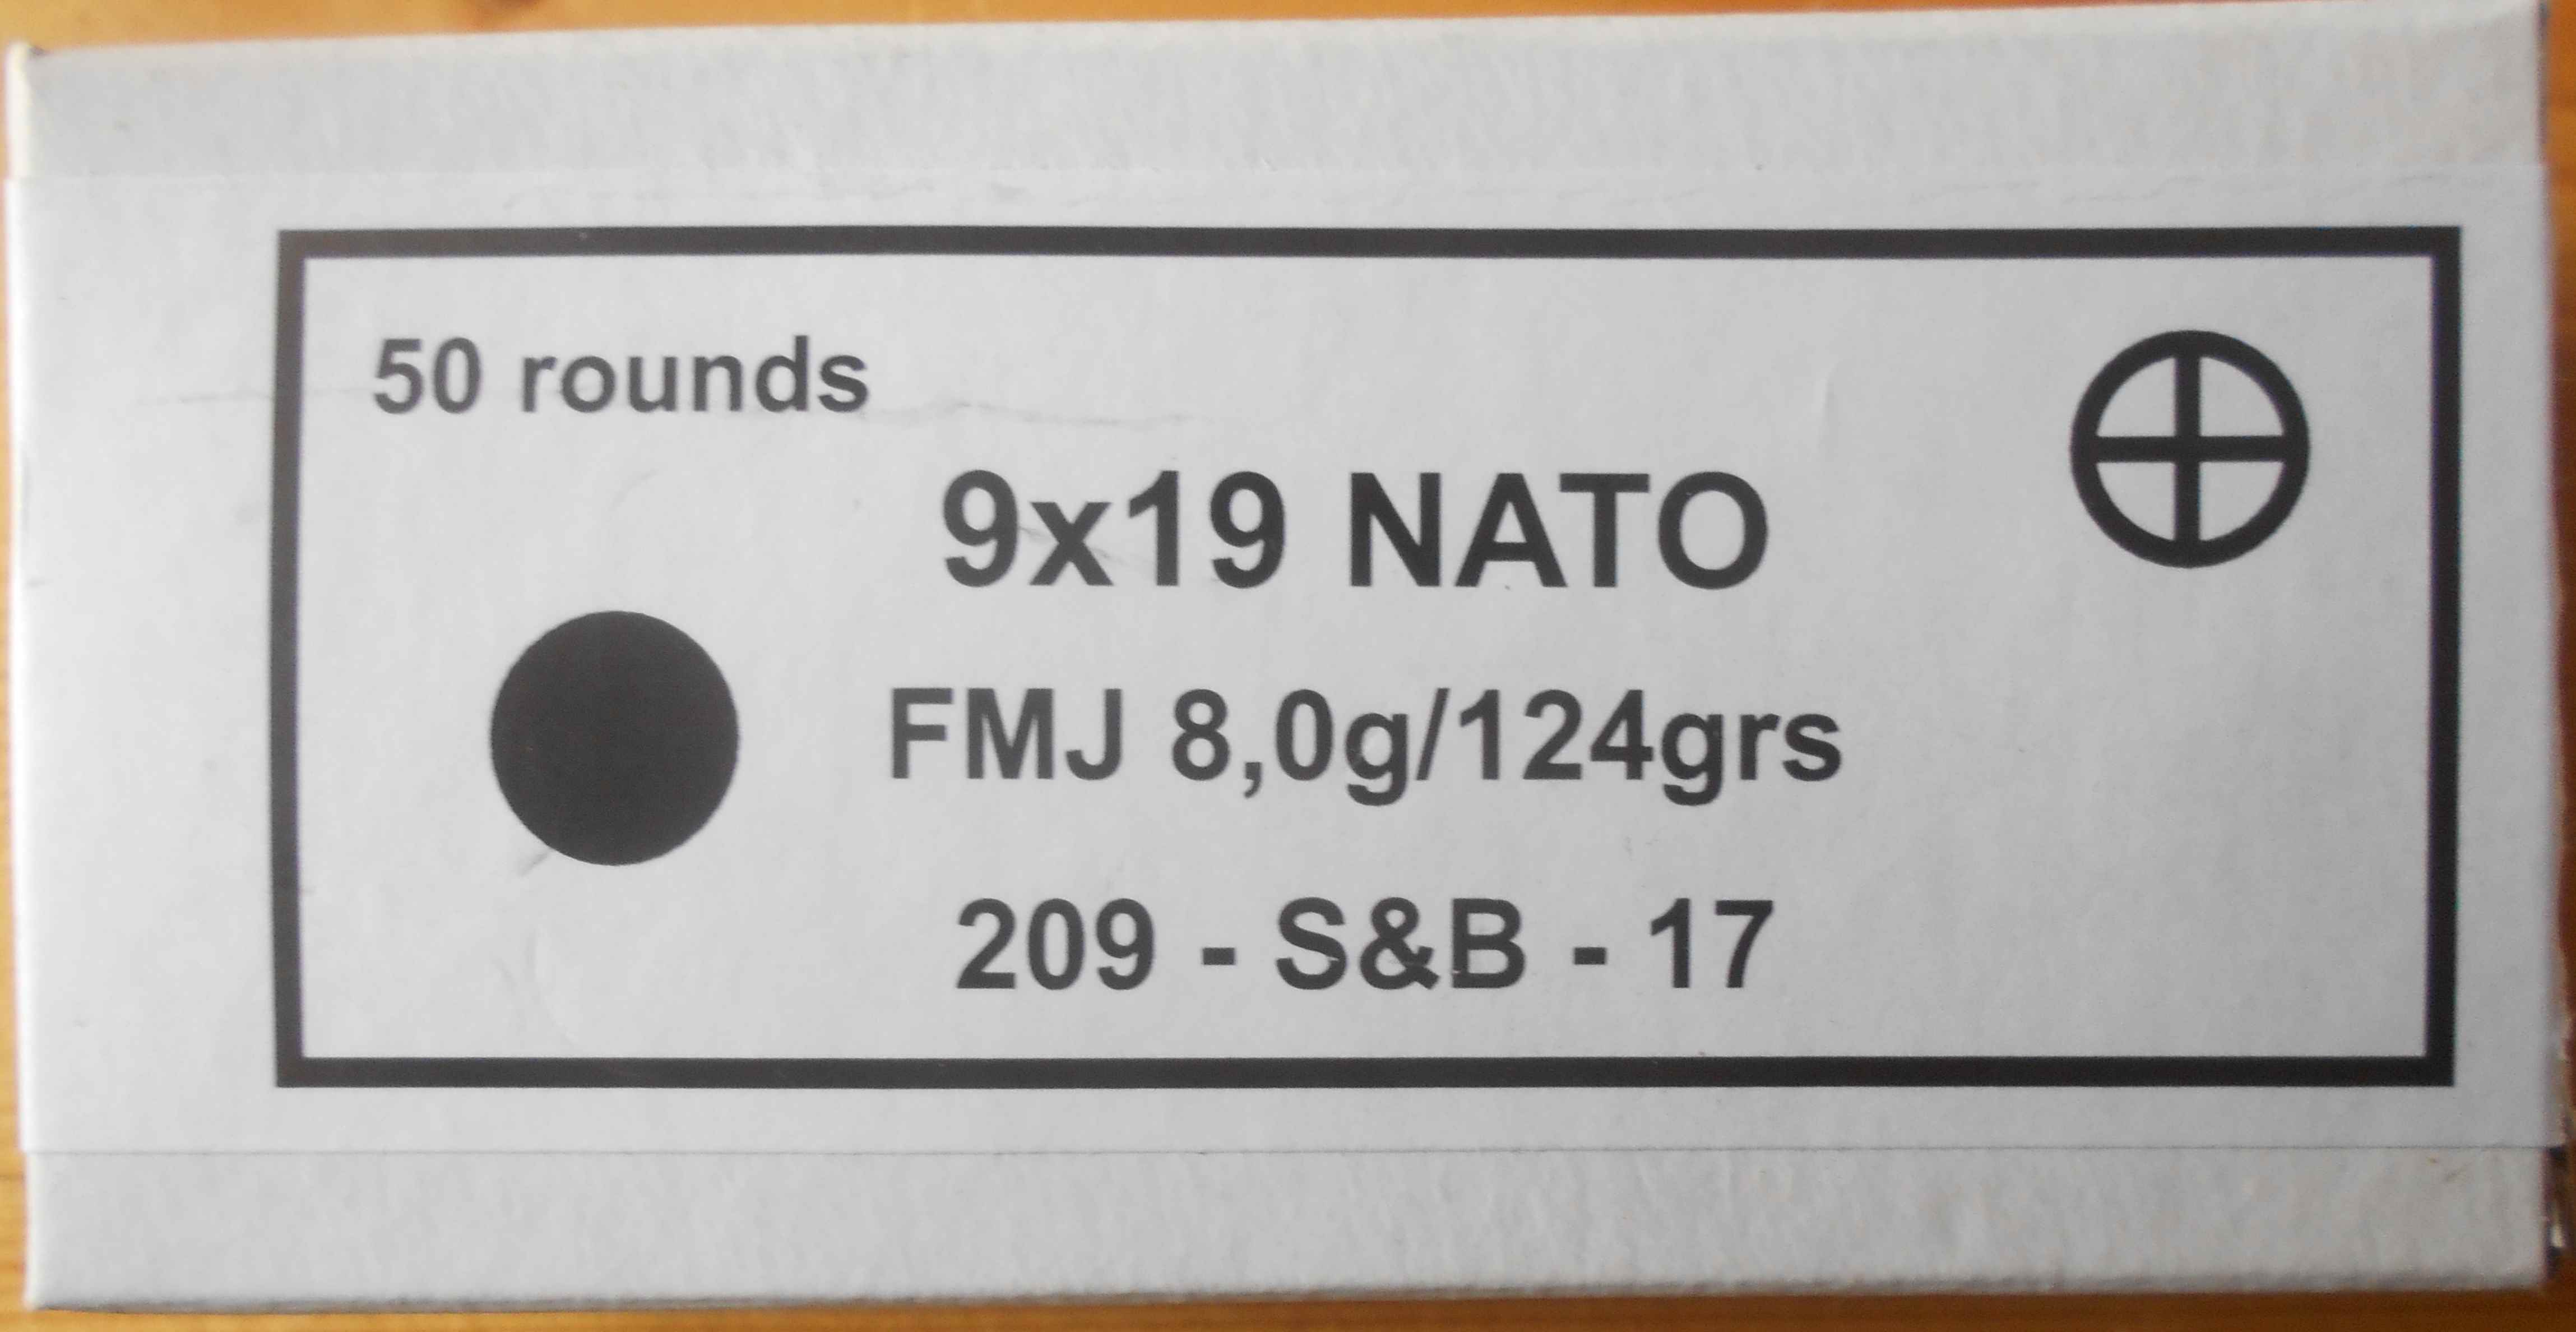 50 rounds
9x19 NATO
FMJ 8,0g/124grs
209 - S&B - 17